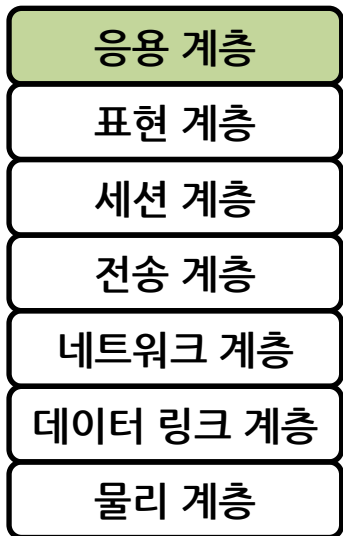 응용 계층
표현 계층
세션 계층
전송 계층
네트워크 계층
데이터 링크 계층
물리 계층